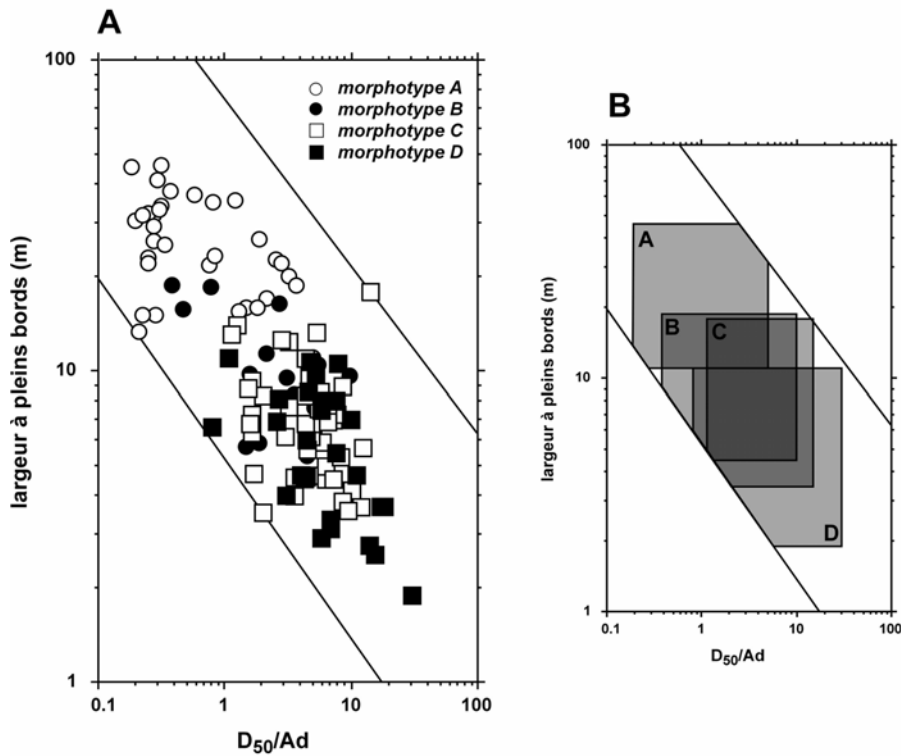 A
100
10
1
largeur à pleins bords (m)
morphotype A
morphotype B
morphotype C
morphotype D
0.1 1 10 100
D50/Ad
B
100
10
1
largeur à pleins bords (m)
A
B
C
D
0.1 1 10 100
D50/Ad